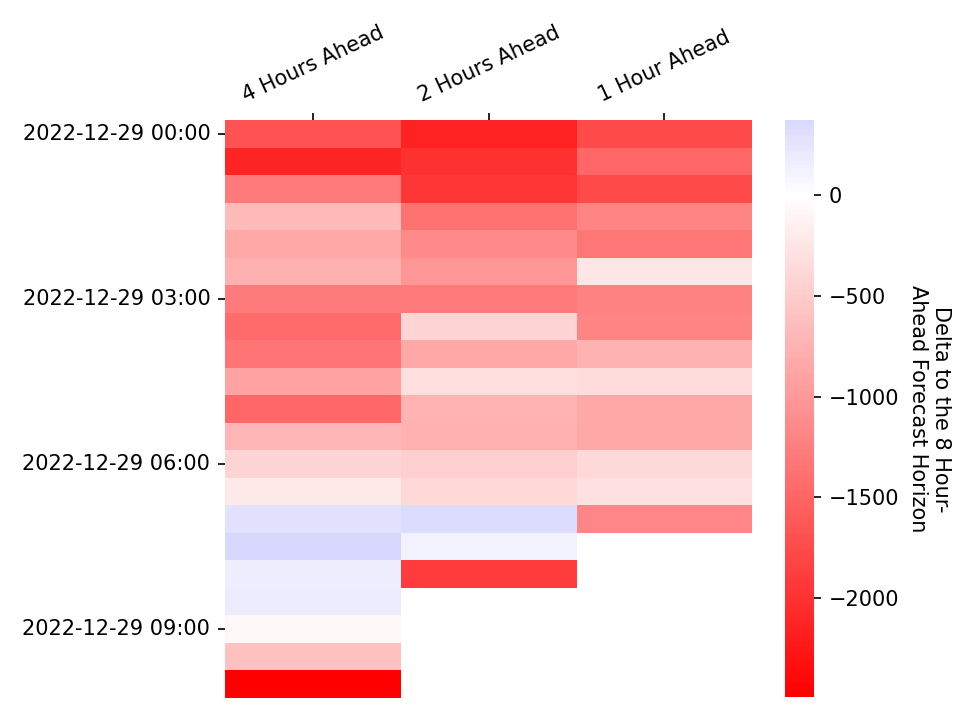 4 Hours Ahead
2 Hours Ahead
1 Hour Ahead
2022-12-29 00:00
2022-12-29 03:00
2022-12-29 06:00
2022-12-29 09:00
0
−500
−1000
−1500
−2000
Delta to the 8 Hour-
Ahead Forecast Horizon